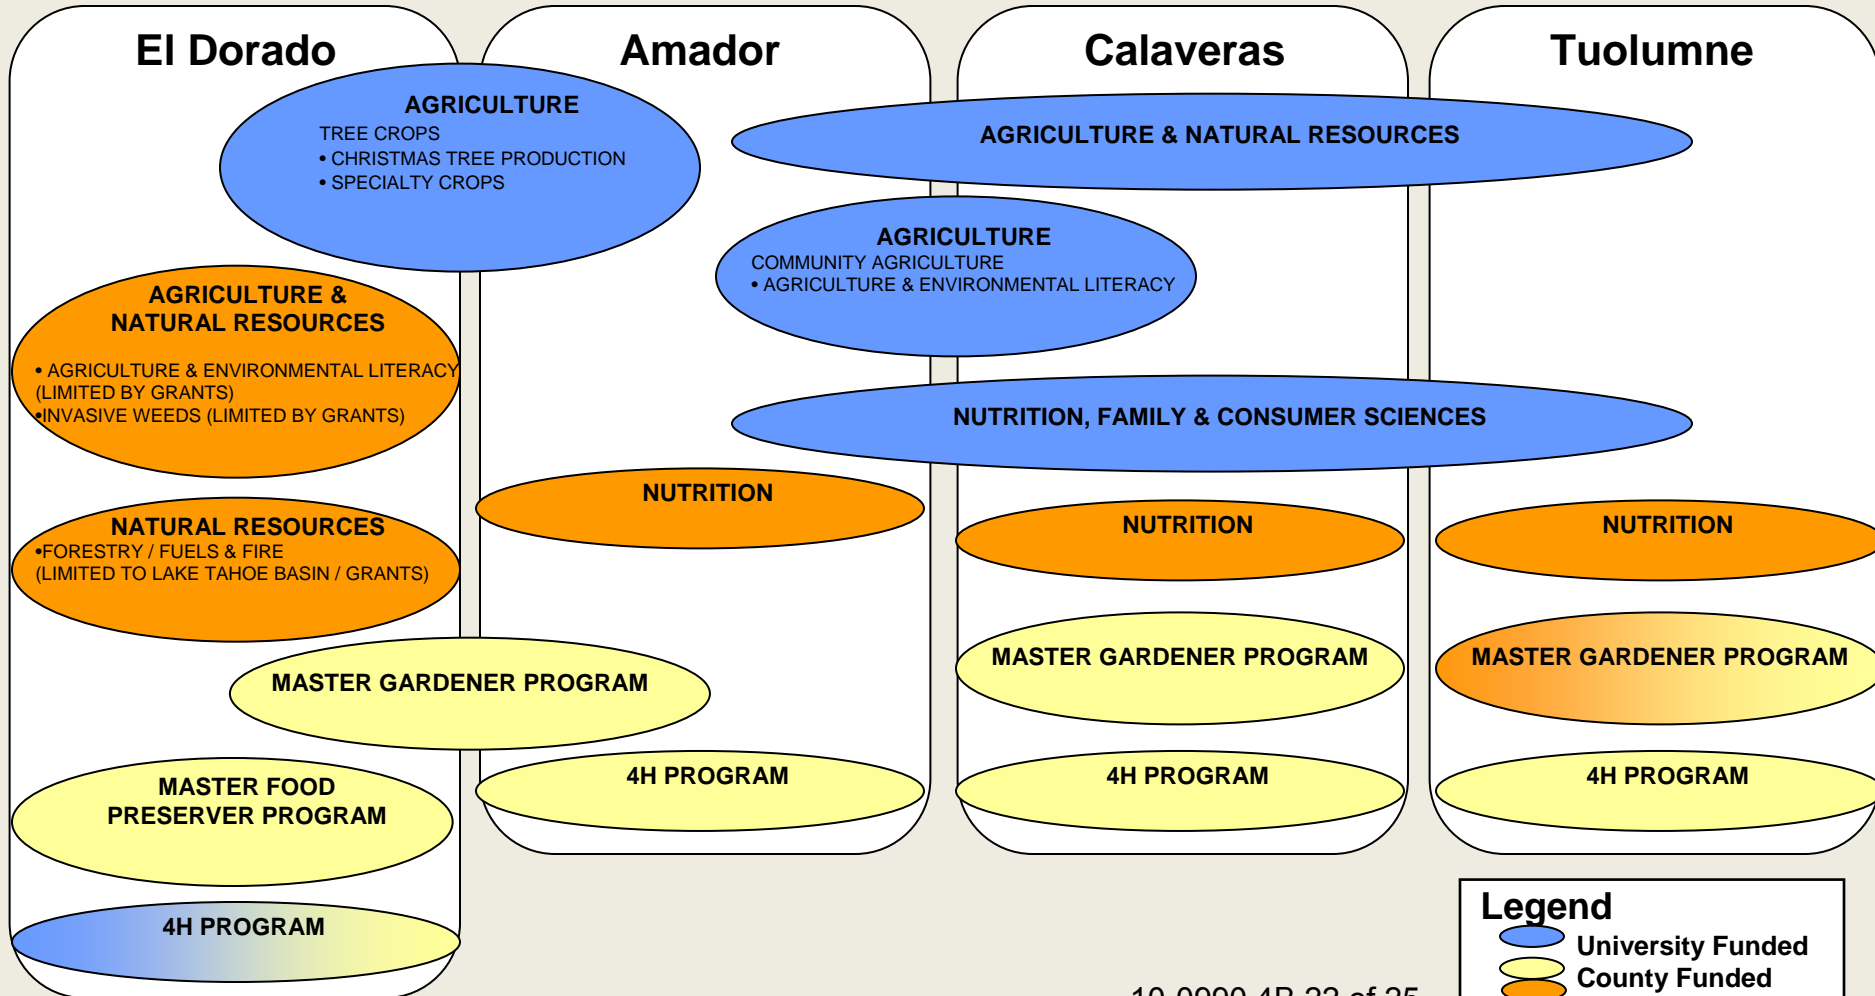 El Dorado
Amador
Calaveras
Tuolumne
AGRICULTURE
TREE CROPS
• CHRISTMAS TREE PRODUCTION
• SPECIALTY CROPS
AGRICULTURE & NATURAL RESOURCES
AGRICULTURE
COMMUNITY AGRICULTURE
• AGRICULTURE & ENVIRONMENTAL LITERACY
AGRICULTURE &
NATURAL RESOURCES
• AGRICULTURE & ENVIRONMENTAL LITERACY
(LIMITED BY GRANTS)
•INVASIVE WEEDS (LIMITED BY GRANTS)
NUTRITION, FAMILY & CONSUMER SCIENCES
NUTRITION
NUTRITION
NUTRITION
NATURAL RESOURCES
•FORESTRY / FUELS & FIRE
(LIMITED TO LAKE TAHOE BASIN / GRANTS)
MASTER GARDENER PROGRAM
MASTER GARDENER PROGRAM
MASTER GARDENER PROGRAM
MASTER FOOD
PRESERVER PROGRAM
4H PROGRAM
4H PROGRAM
4H PROGRAM
4H PROGRAM
Legend
University Funded
County Funded